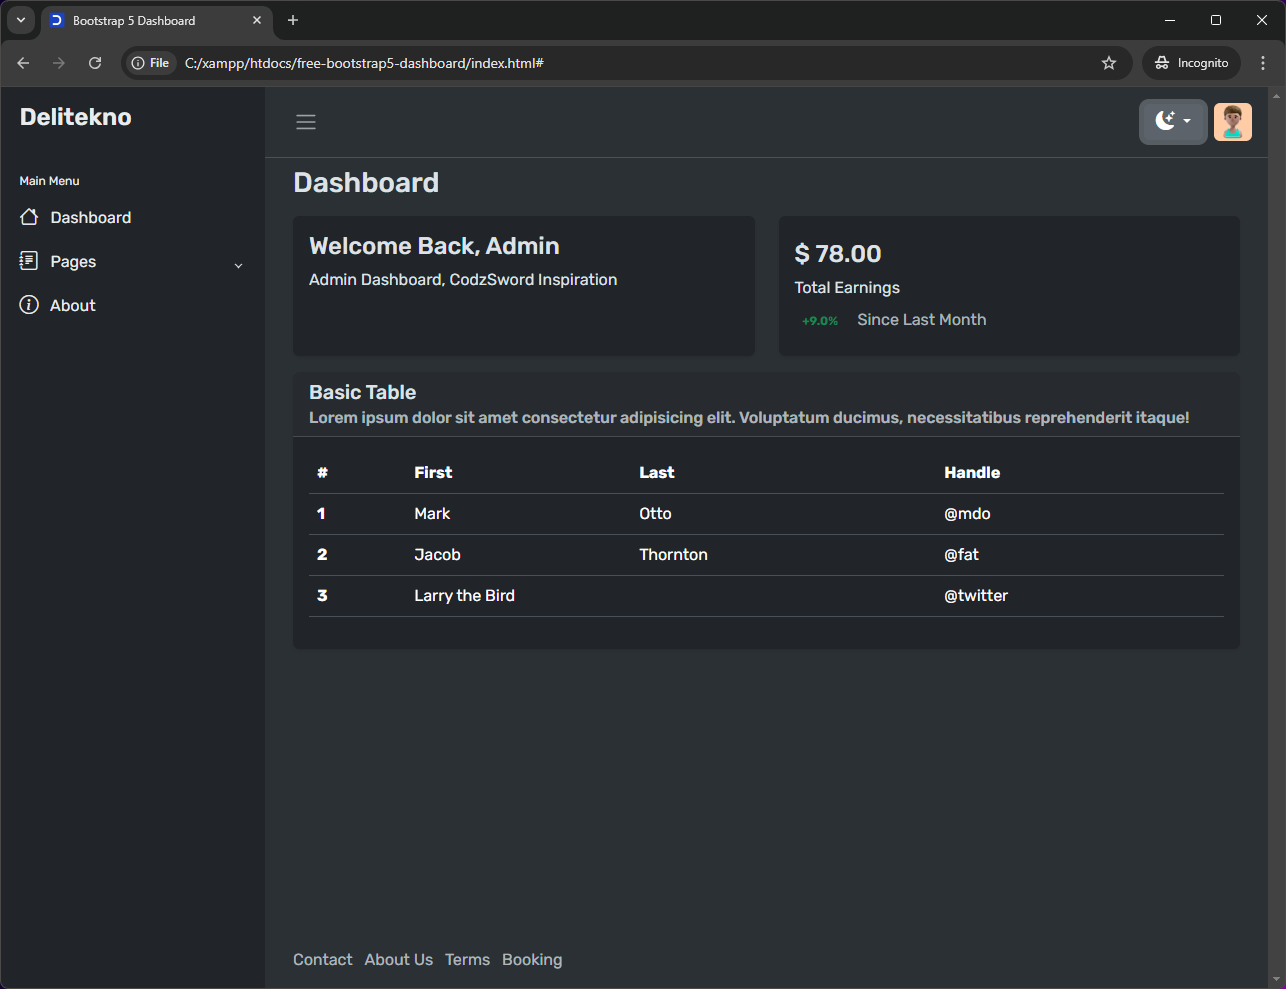 Bootstrap 5 Dashboard
File C:/xampp/htdocs/free-bootstrap5-dashboard/index.html# Incognito
Delitekno
Main Menu
Dashboard
Pages
About
Dashboard
Welcome Back, Admin
Admin Dashboard, CodzSword Inspiration
$ 78.00
Total Earnings
+9.0% Since Last Month
Basic Table
Lorem ipsum dolor sit amet consectetur adipisicing elit. Voluptatum ducimus, necessitatibus reprehenderit itaque!
# First Last Handle
1 Mark Otto @mdo
2 Jacob Thornton @fat
3 Larry the Bird @twitter
Contact About Us Terms Booking